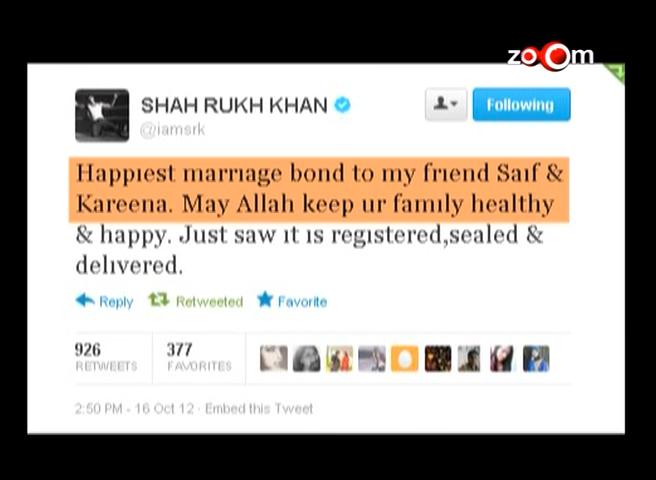 zoom
SHAH RUKH KHAN
Following
@iamsrk
Happiest marriage bond to my friend Saif &
Kareena. May Allah keep ur family healthy
& happy. Just saw it is registered,sealed &
delivered.
Reply Retweeted Favorite
926 377
RETWEETS FAVORITES
2:50 PM - 16 Oct 12 · Embed this Tweet